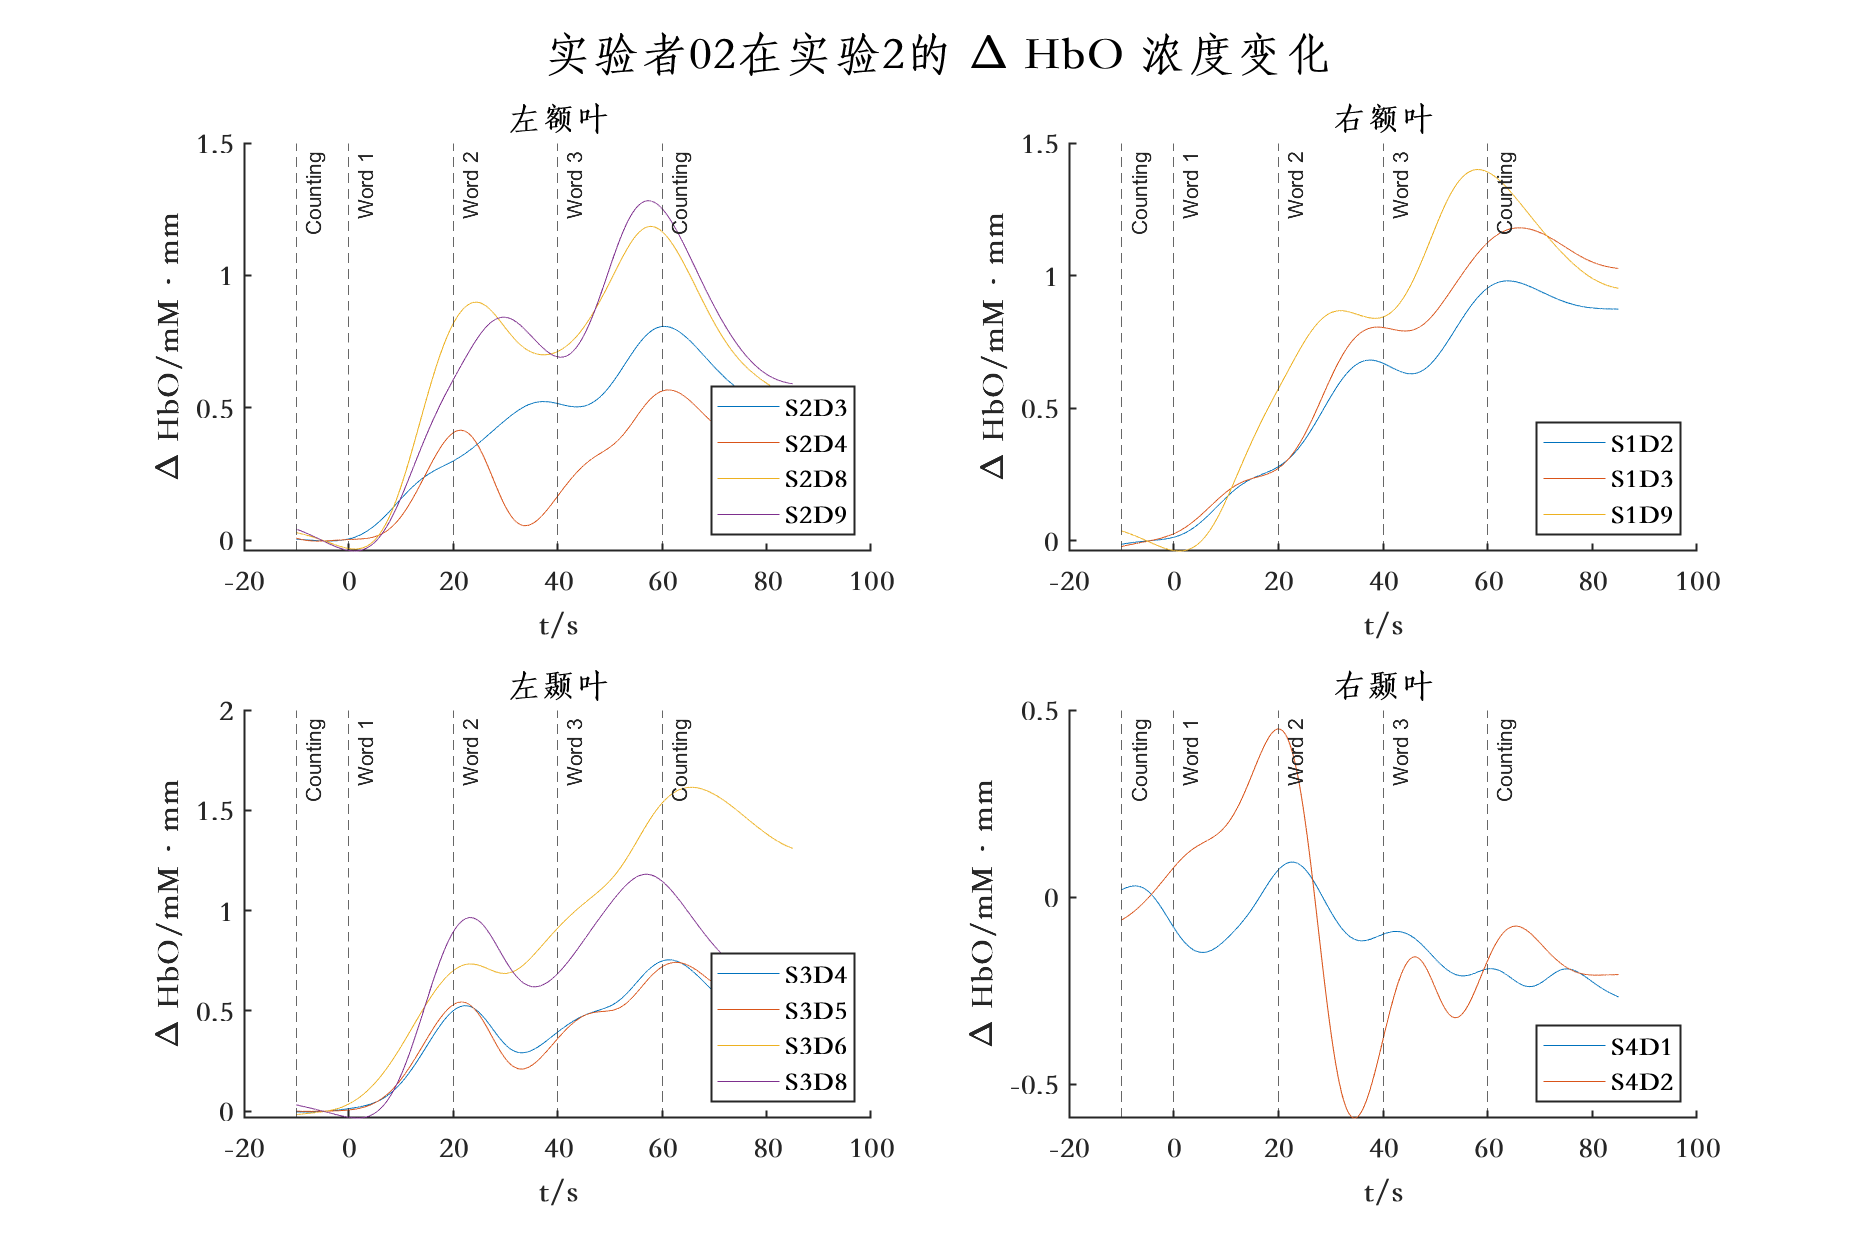 实验者02在实验2的 Δ HbO 浓度变化
左额叶
1.5
1
0.5
0
Δ HbO/mM · mm
Counting
Word 1
Word 2
Word 3
Counting
S2D3
S2D4
S2D8
S2D9
-20 0 20 40 60 80 100
t/s
右额叶
1.5
1
0.5
0
Δ HbO/mM · mm
Counting
Word 1
Word 2
Word 3
Counting
S1D2
S1D3
S1D9
-20 0 20 40 60 80 100
t/s
左颞叶
2
1.5
1
0.5
0
Δ HbO/mM · mm
Counting
Word 1
Word 2
Word 3
Counting
S3D4
S3D5
S3D6
S3D8
-20 0 20 40 60 80 100
t/s
右颞叶
0.5
0
-0.5
Δ HbO/mM · mm
Counting
Word 1
Word 2
Word 3
Counting
S4D1
S4D2
-20 0 20 40 60 80 100
t/s